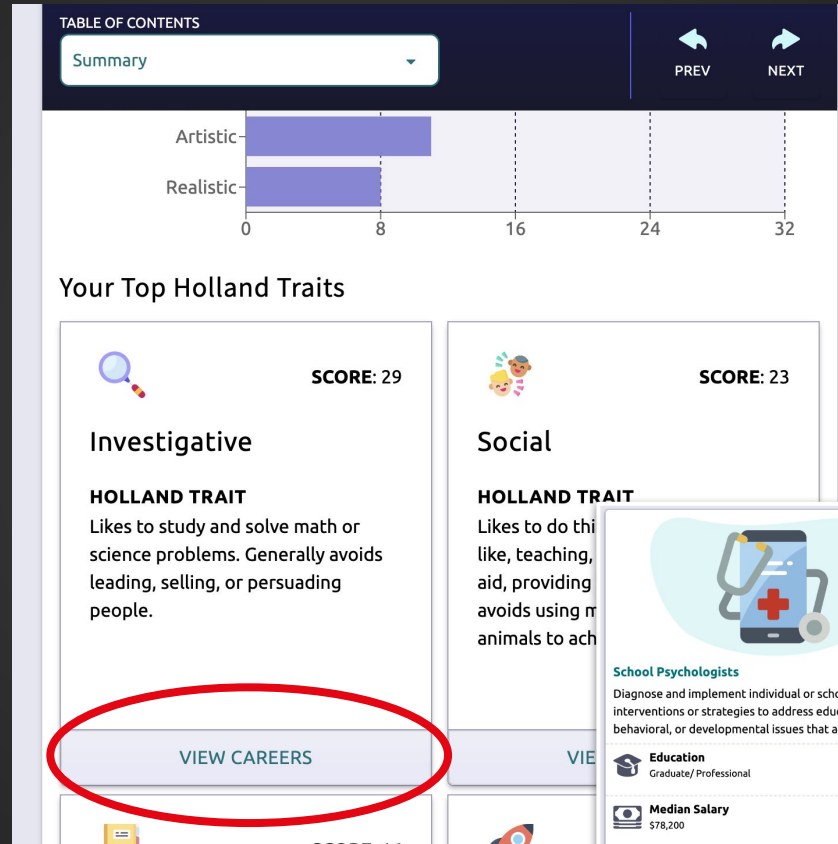 TABLE OF CONTENTS
Summary
PREV
NEXT
Artistic
Realistic
0 8 16 24 32
Your Top Holland Traits
SCORE: 29
Investigative
HOLLAND TRAIT
Likes to study and solve math or
science problems. Generally avoids
leading, selling, or persuading
people.
VIEW CAREERS
SCORE: 23
Social
HOLLAND TRAIT
Likes to do thi
like, teaching,
aid, providing
avoids using m
animals to ach
VIE
School Psychologists
Diagnose and implement individual or scho
interventions or strategies to address edu
behavioral, or developmental issues that a
Education
Graduate/ Professional
Median Salary
$78,200